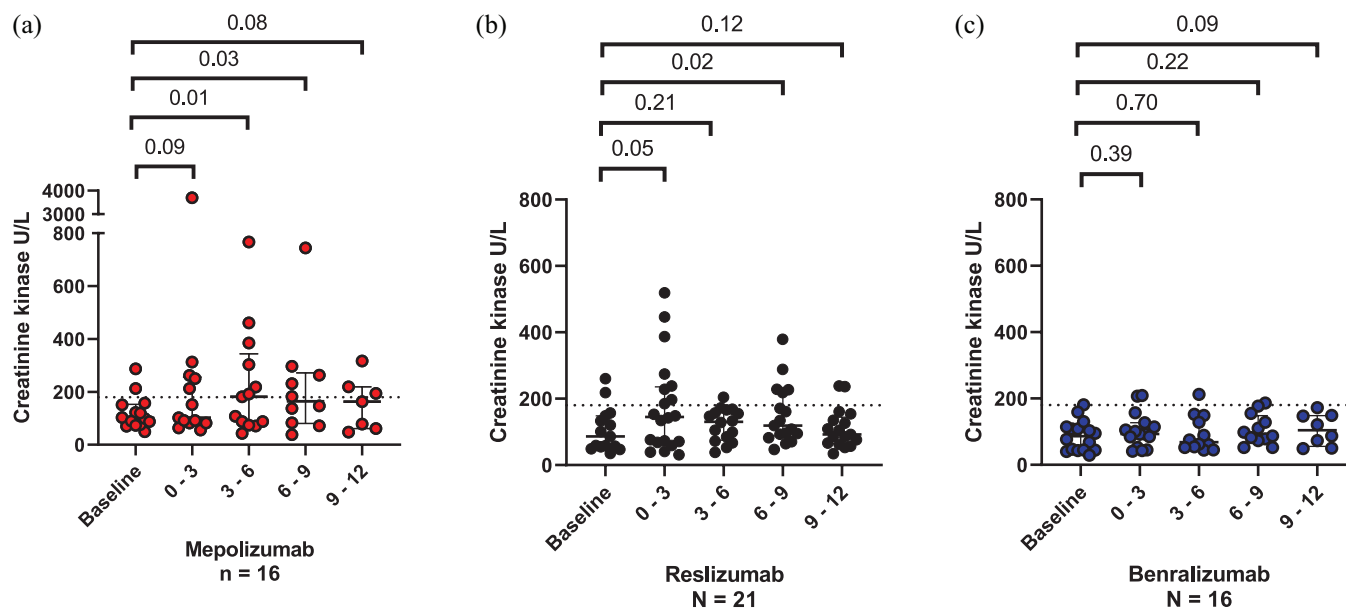 (a)
0.08
0.03
0.01
0.09
Creatinine kinase U/L
4000
3000
800
600
400
200
0
Baseline
0 - 3
3 - 6
6 - 9
9 - 12
Mepolizumab
n = 16
(b)
0.12
0.02
0.21
0.05
Creatinine kinase U/L
800
600
400
200
0
Baseline
0 - 3
3 - 6
6 - 9
9 - 12
Reslizumab
N = 21
(c)
0.09
0.22
0.70
0.39
Creatinine kinase U/L
800
600
400
200
0
Baseline
0 - 3
3 - 6
6 - 9
9 - 12
Benralizumab
N = 16